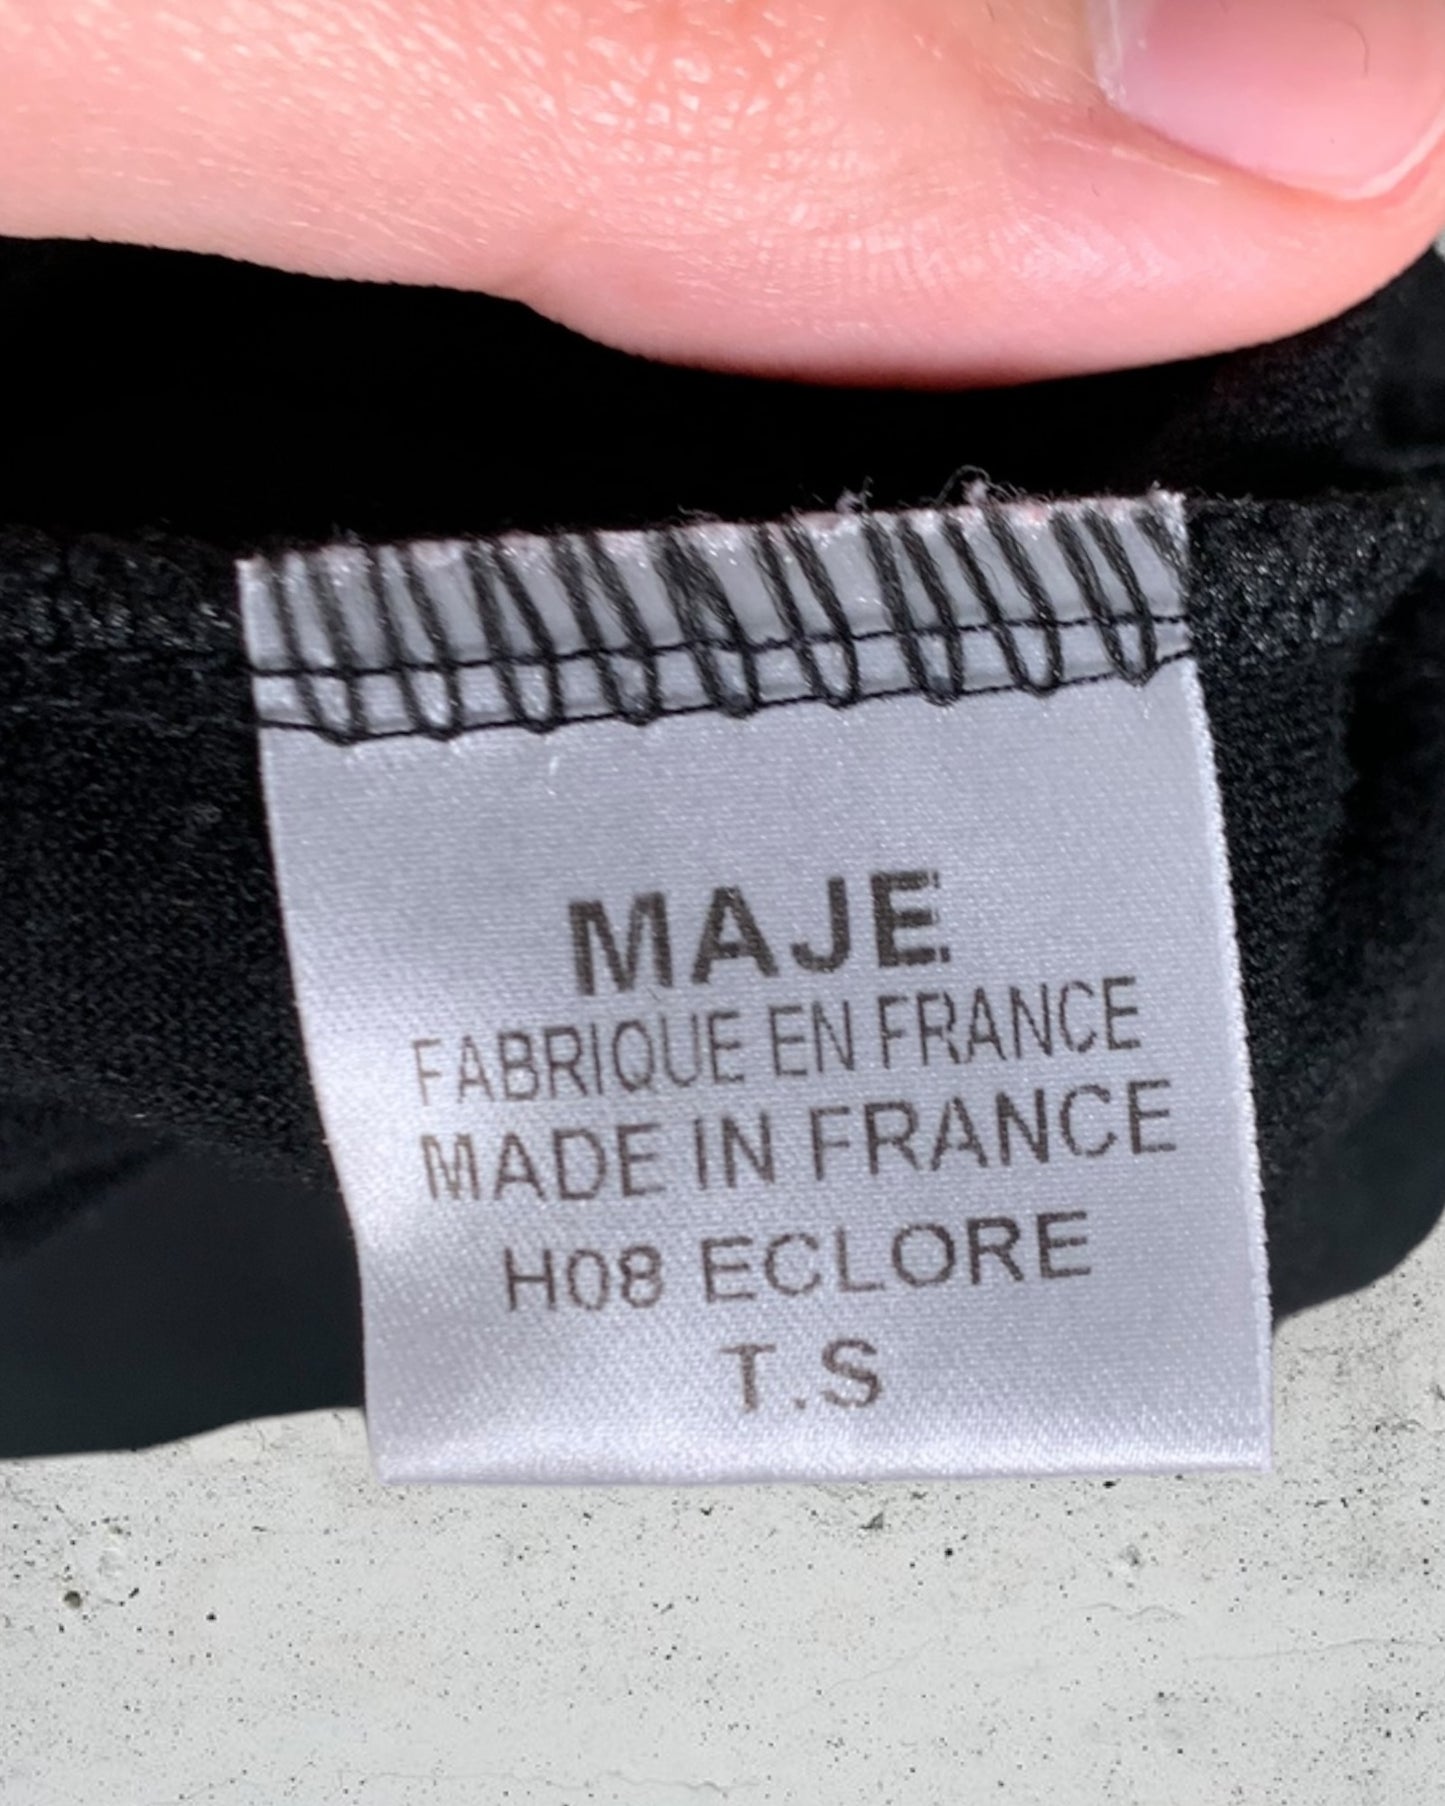 MAJE
FABRIQUE EN FRANCE
MADE IN FRANCE
H08 ECLORE
T.S